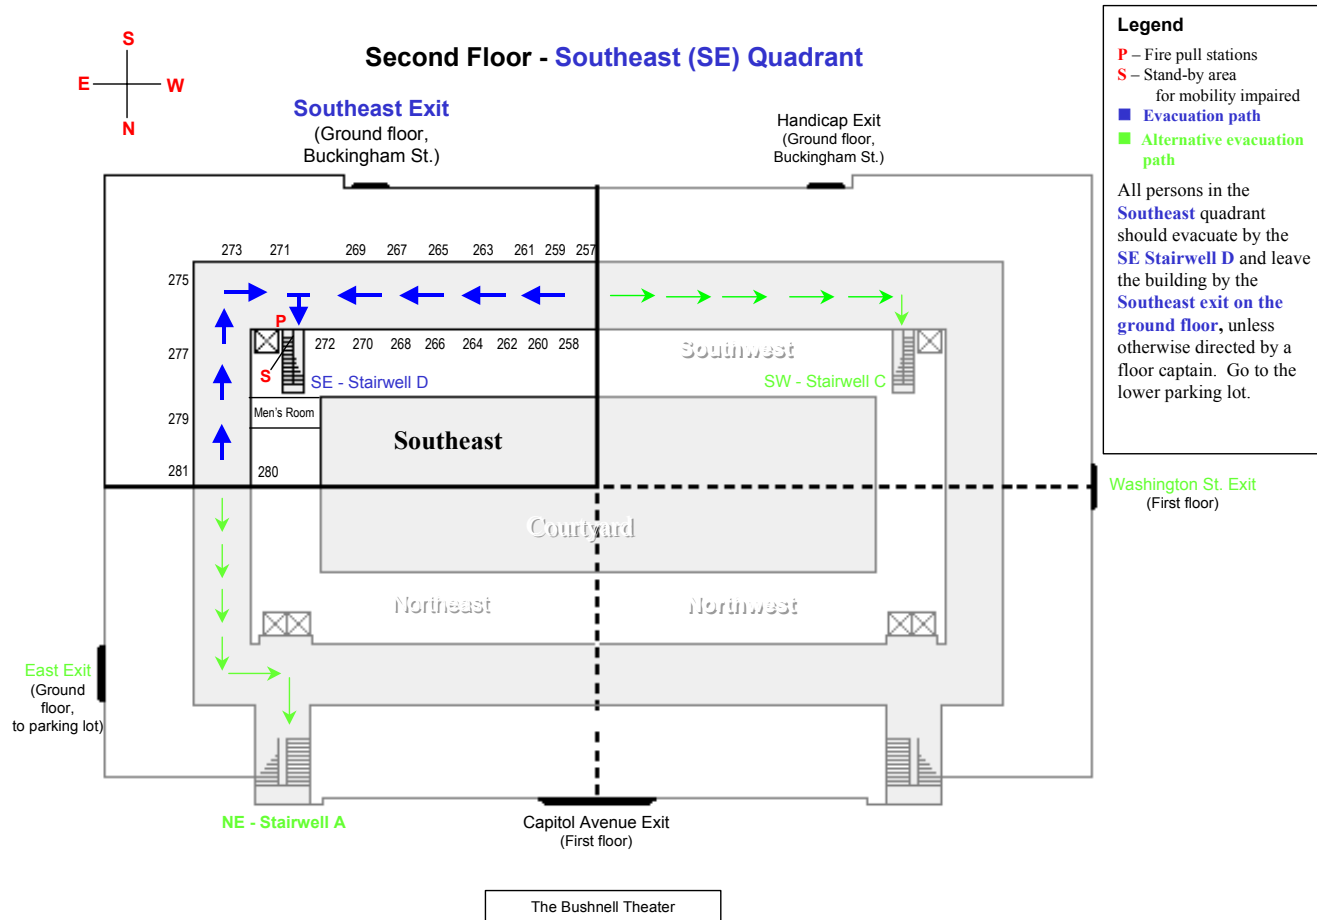 Second Floor - Southeast (SE) Quadrant
S
E
W
N
Southeast Exit
(Ground floor,
Buckingham St.)
Handicap Exit
(Ground floor,
Buckingham St.)
Legend
P – Fire pull stations
S – Stand-by area
for mobility impaired
Evacuation path
Alternative evacuation
path
All persons in the
Southeast quadrant
should evacuate by the
SE Stairwell D and leave
the building by the
Southeast exit on the
ground floor, unless
otherwise directed by a
floor captain. Go to the
lower parking lot.
273 271 269 267 265 263 261 259 257
275
277
279
281
P
S
272 270 268 266 264 262 260 258
SE - Stairwell D
Men's Room
280
Southeast
Southwest
SW - Stairwell C
Courtyard
Northeast
Northwest
Washington St. Exit
(First floor)
East Exit
(Ground
floor,
to parking lot)
NE - Stairwell A
Capitol Avenue Exit
(First floor)
The Bushnell Theater